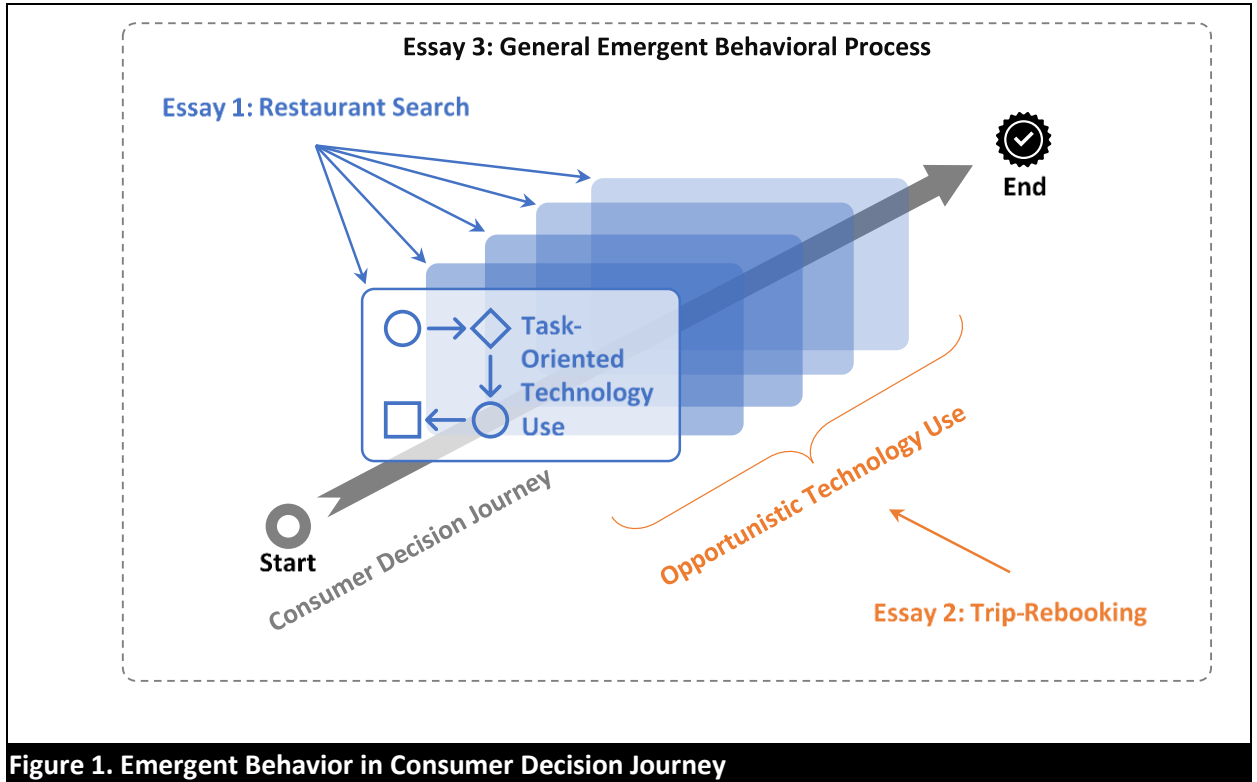 Essay 3: General Emergent Behavioral Process
Essay 1: Restaurant Search
End
Task-
Oriented
Technology
Use
Start
Consumer Decision Journey
Opportunistic Technology Use
Essay 2: Trip-Rebooking
Figure 1. Emergent Behavior in Consumer Decision Journey